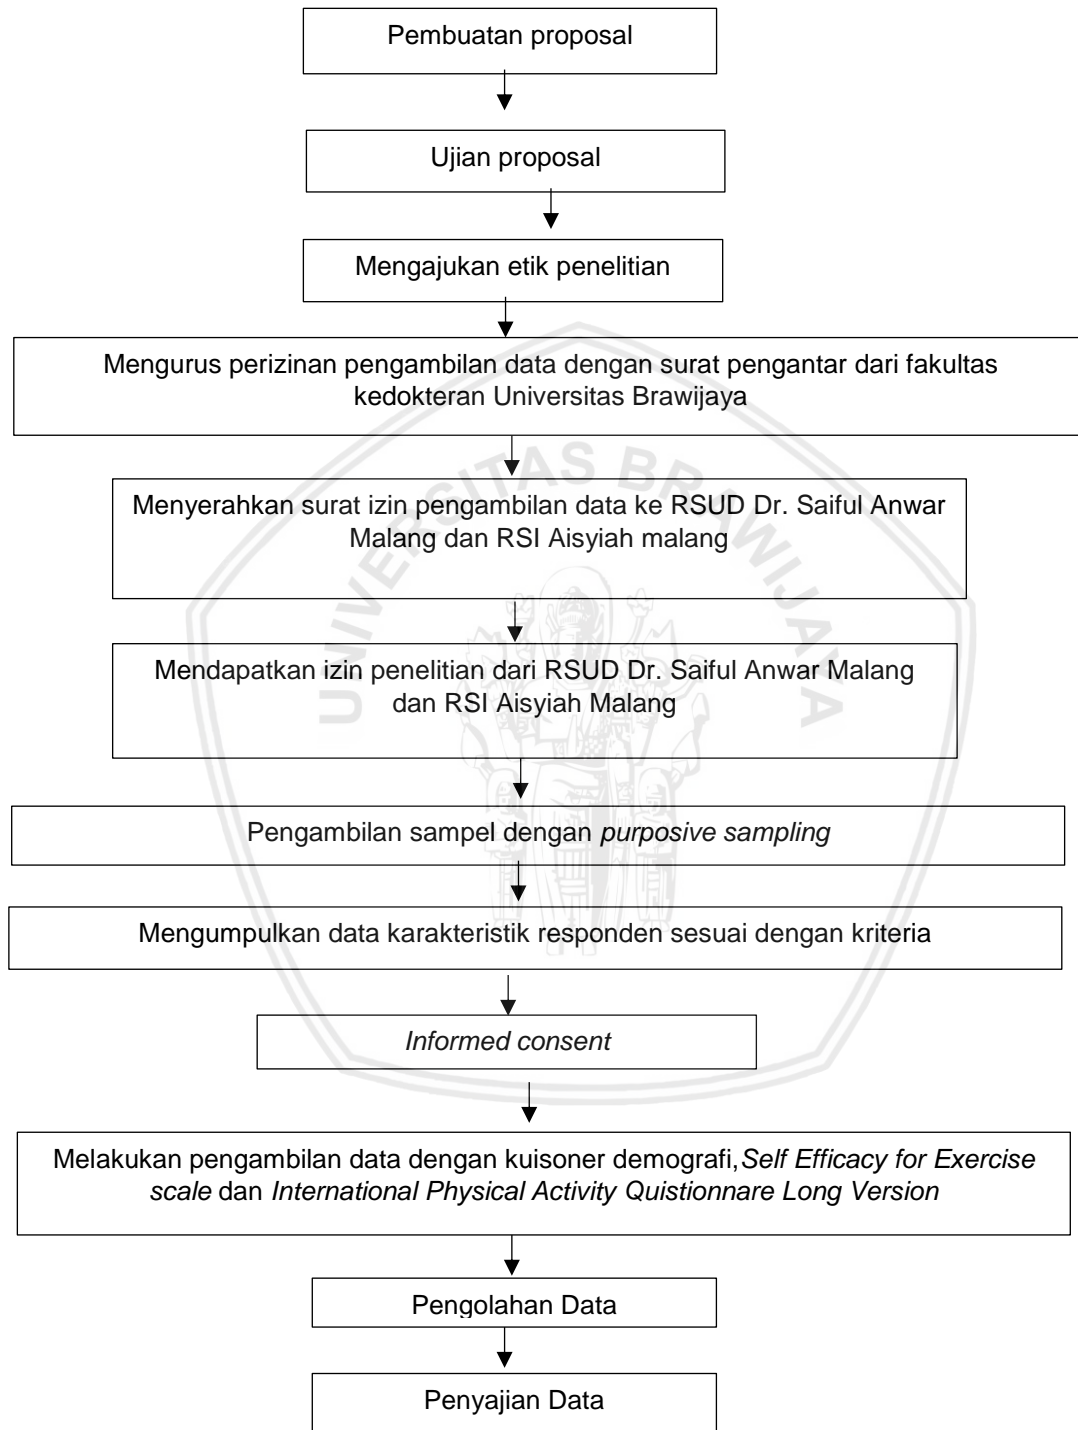 Pembuatan proposal
Ujian proposal
Mengajukan etik penelitian
Mengurus perizinan pengambilan data dengan surat pengantar dari fakultas
kedokteran Universitas Brawijaya
UNIVERSITAS BRAWIJAYA
Menyerahkan surat izin pengambilan data ke RSUD Dr. Saiful Anwar
Malang dan RSI Aisyiah malang
Mendapatkan izin penelitian dari RSUD Dr. Saiful Anwar Malang
dan RSI Aisyiah Malang
Pengambilan sampel dengan purposive sampling
Mengumpulkan data karakteristik responden sesuai dengan kriteria
Informed consent
Melakukan pengambilan data dengan kuisoner demografi,Self Efficacy for Exercise
scale dan International Physical Activity Quistionnare Long Version
Pengolahan Data
Penyajian Data